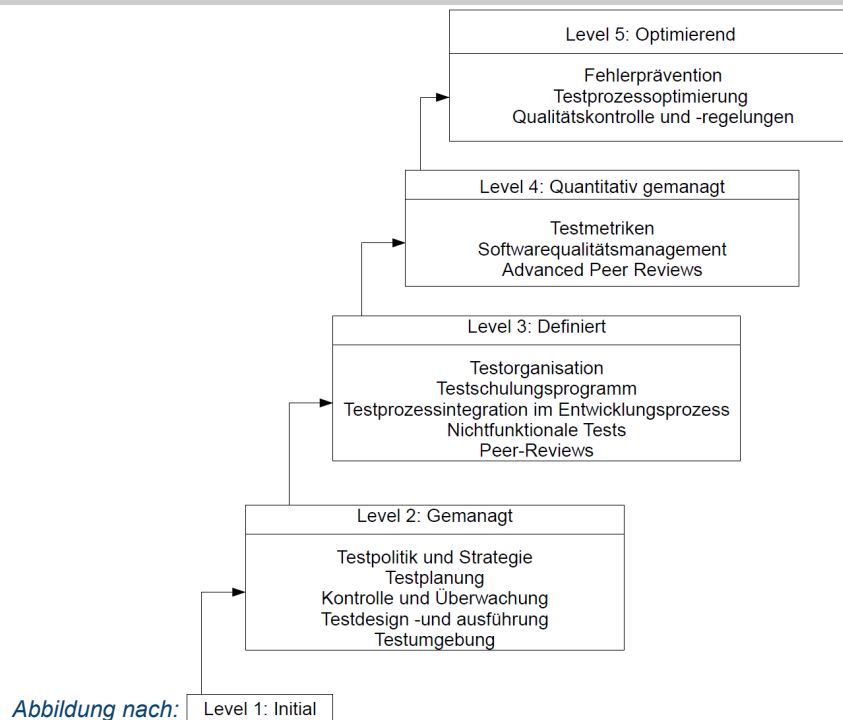 Level 5: Optimierend
Fehlerprävention
Testprozessoptimierung
Qualitätskontrolle und -regelungen
Level 4: Quantitativ gemanagt
Testmetriken
Softwarequalitätsmanagement
Advanced Peer Reviews
Level 3: Definiert
Testorganisation
Testschulungsprogramm
Testprozessintegration im Entwicklungsprozess
Nichtfunktionale Tests
Peer-Reviews
Level 2: Gemanagt
Testpolitik und Strategie
Testplanung
Kontrolle und Überwachung
Testdesign -und ausführung
Testumgebung
Abbildung nach: Level 1: Initial